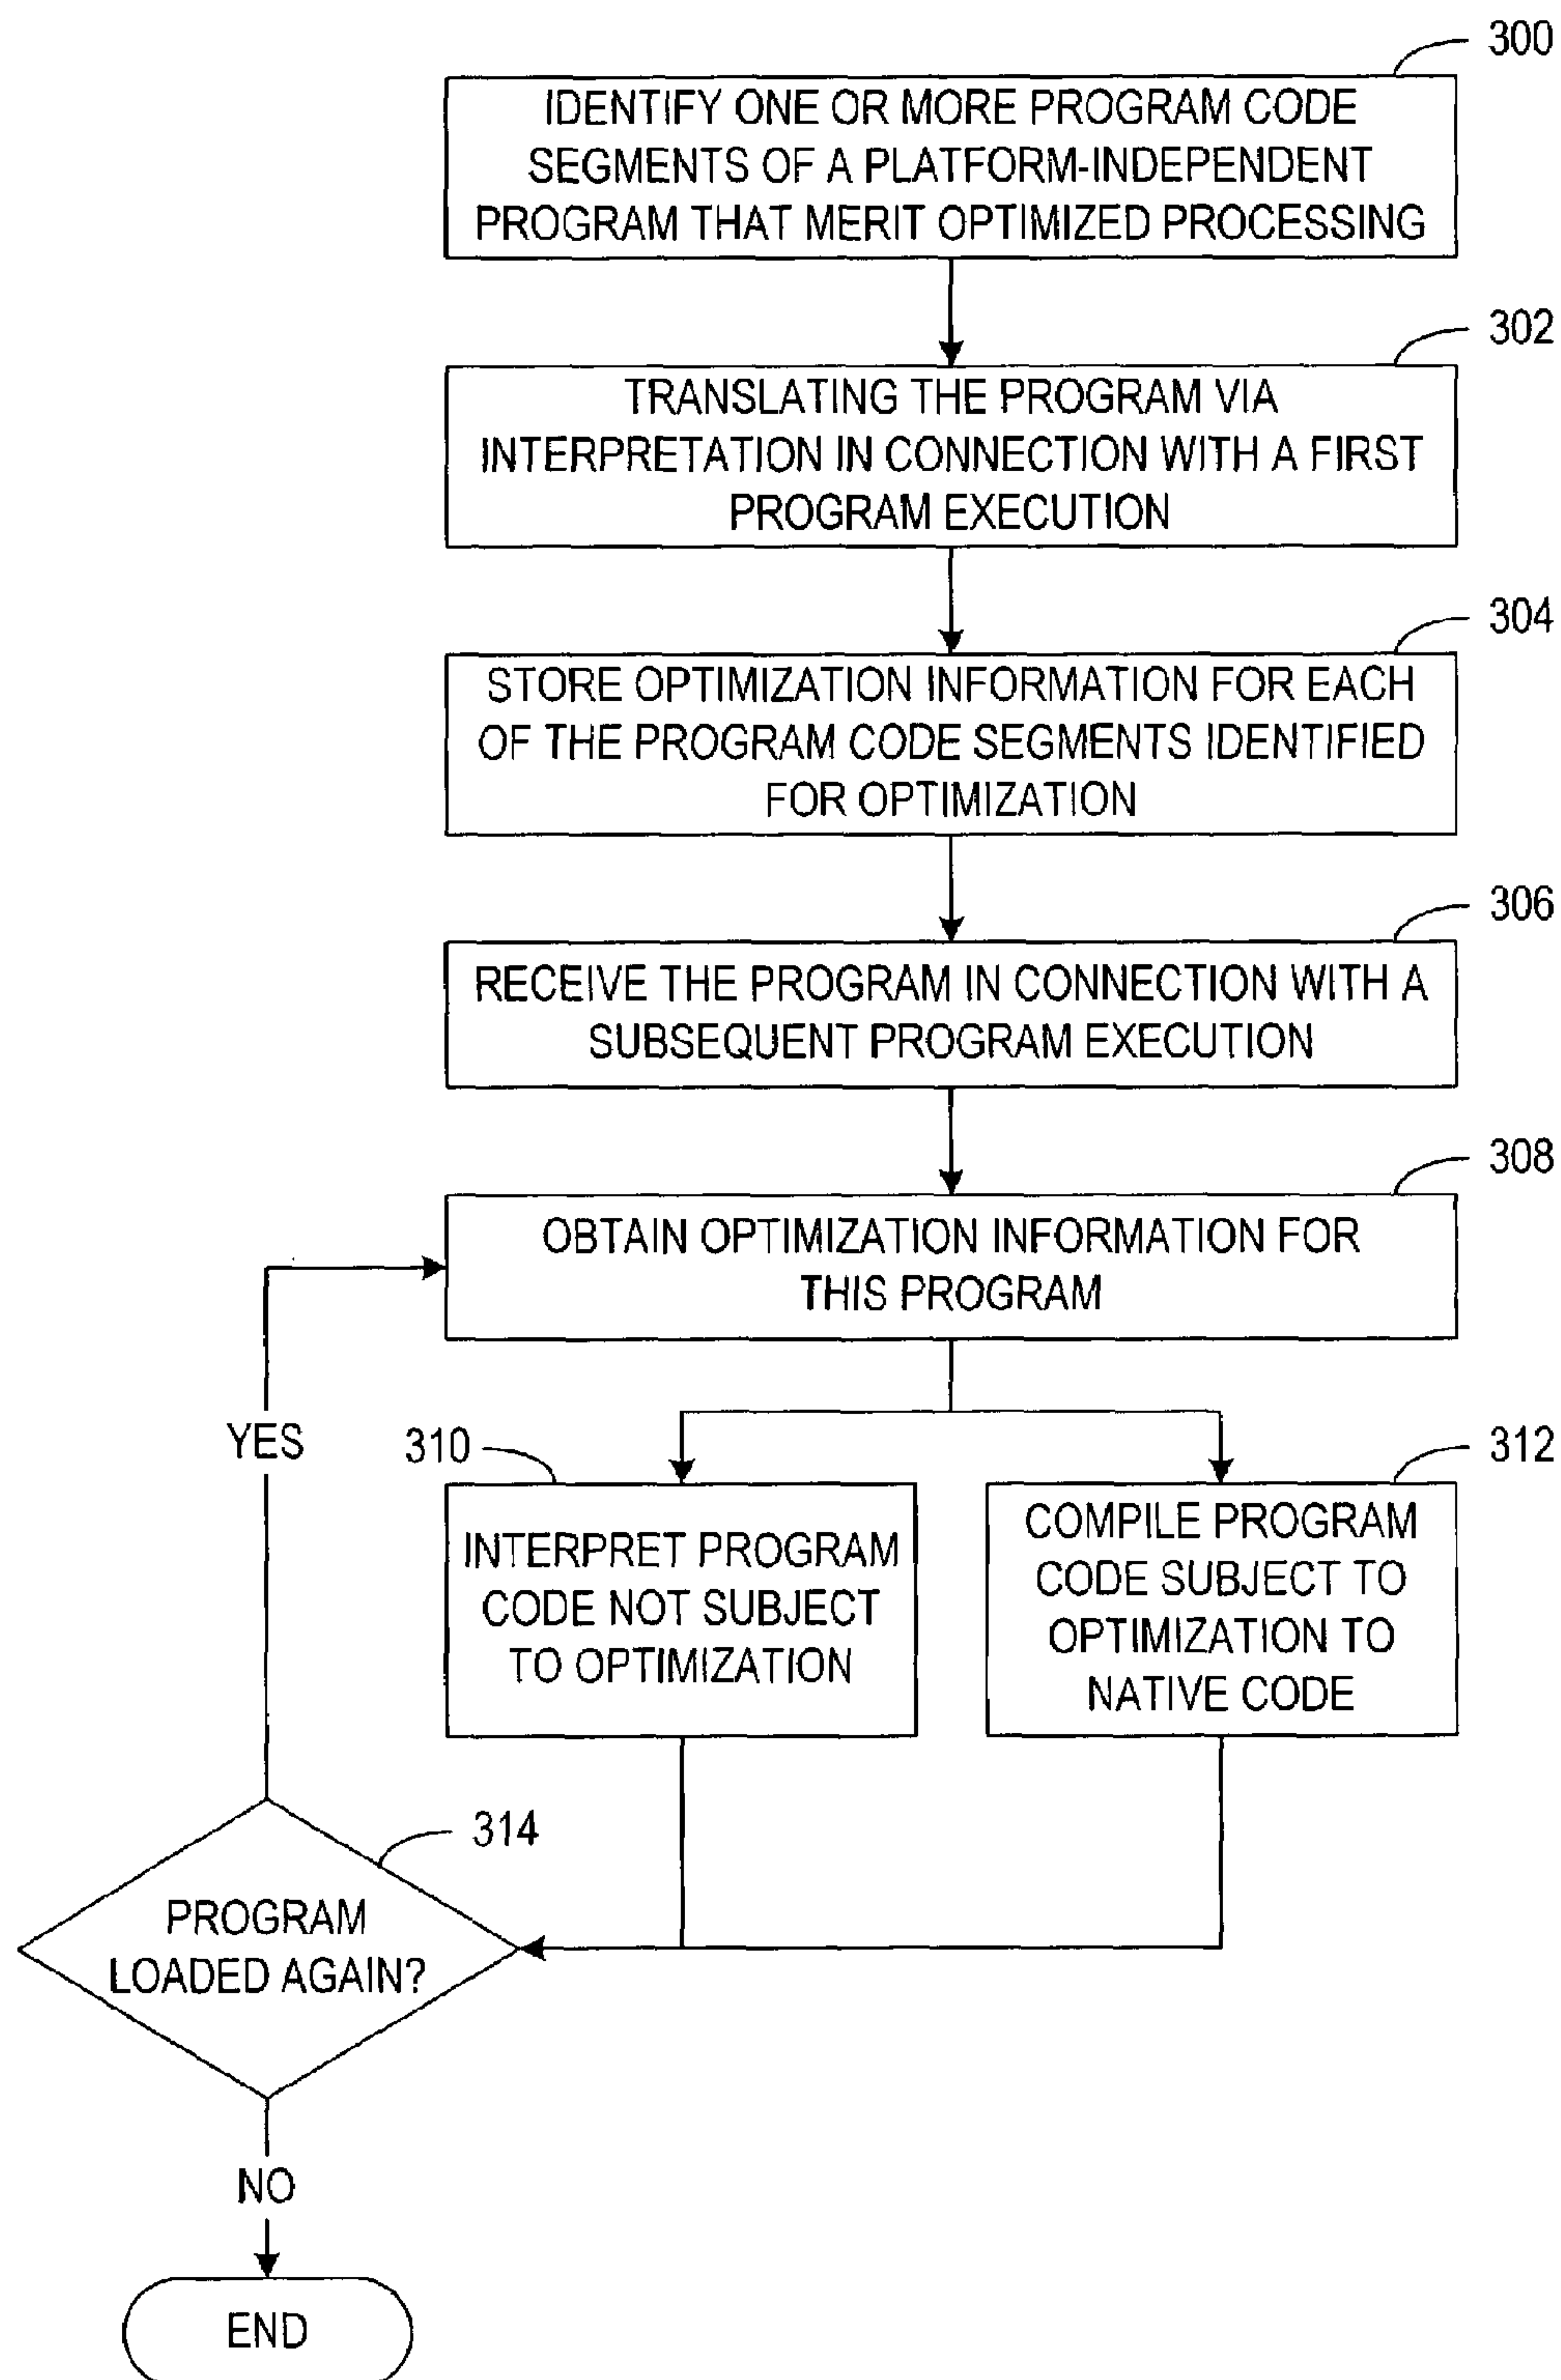 300
IDENTIFY ONE OR MORE PROGRAM CODE
SEGMENTS OF A PLATFORM-INDEPENDENT
PROGRAM THAT MERIT OPTIMIZED PROCESSING
302
TRANSLATING THE PROGRAM VIA
INTERPRETATION IN CONNECTION WITH A FIRST
PROGRAM EXECUTION
304
STORE OPTIMIZATION INFORMATION FOR EACH
OF THE PROGRAM CODE SEGMENTS IDENTIFIED
FOR OPTIMIZATION
306
RECEIVE THE PROGRAM IN CONNECTION WITH A
SUBSEQUENT PROGRAM EXECUTION
308
OBTAIN OPTIMIZATION INFORMATION FOR
THIS PROGRAM
YES
310
INTERPRET PROGRAM
CODE NOT SUBJECT
TO OPTIMIZATION
312
COMPILE PROGRAM
CODE SUBJECT TO
OPTIMIZATION TO
NATIVE CODE
314
PROGRAM
LOADED AGAIN?
NO
END